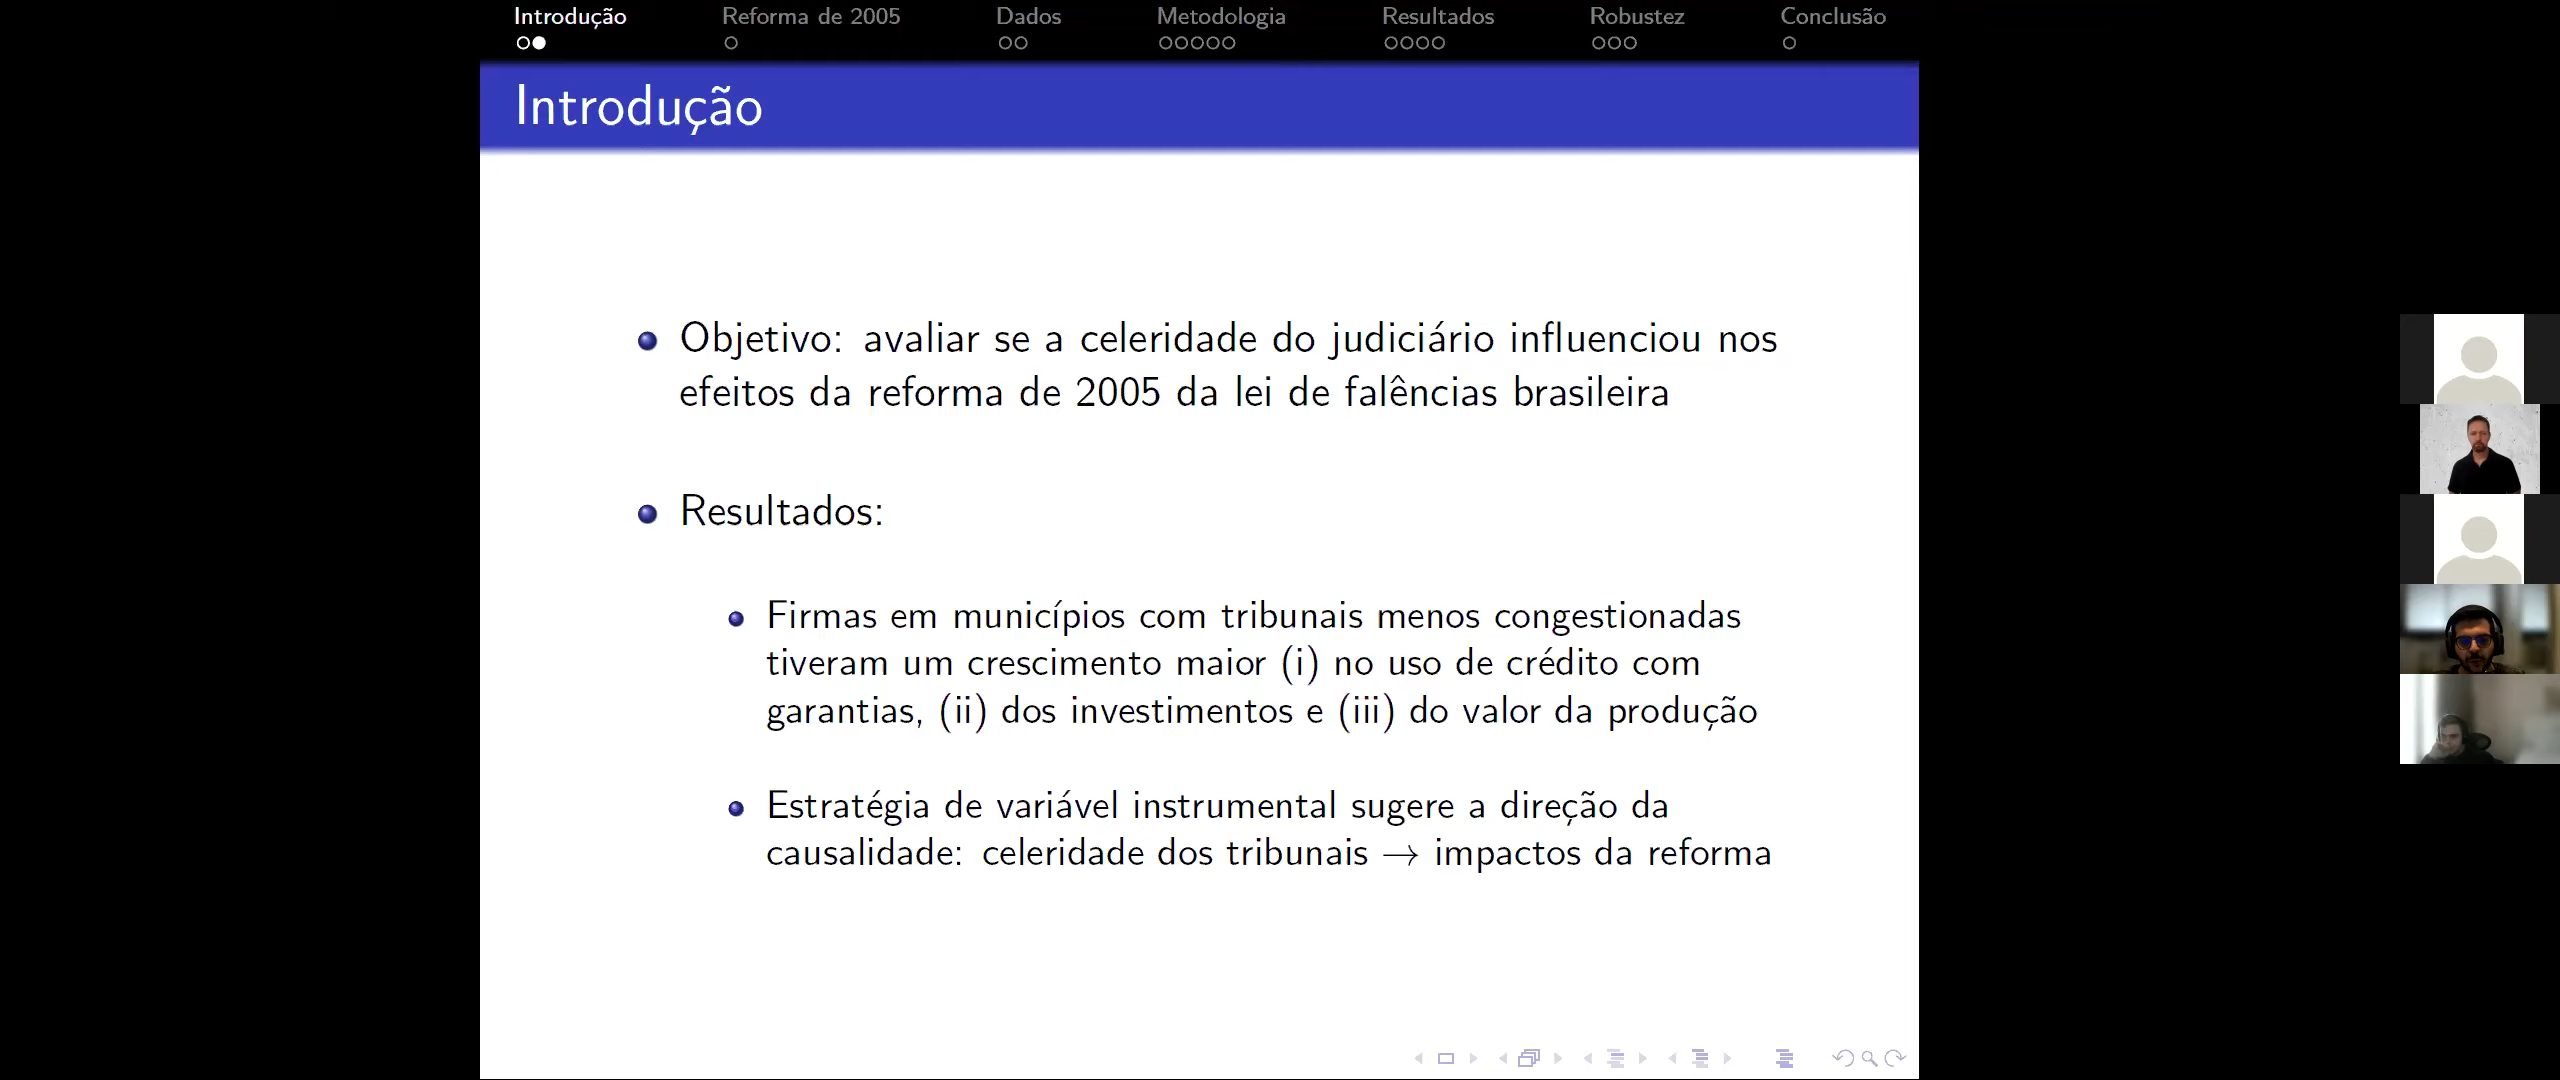 Introdução
Reforma de 2005
Dados
Metodologia
Resultados
Robustez
Conclusão
Introdução
Objetivo: avaliar se a celeridade do judiciário influenciou nos
efeitos da reforma de 2005 da lei de falências brasileira
Resultados:
Firmas em municípios com tribunais menos congestionadas
tiveram um crescimento maior (i) no uso de crédito com
garantias, (ii) dos investimentos e (iii) do valor da produção
Estratégia de variável instrumental sugere a direção da
causalidade: celeridade dos tribunais → impactos da reforma